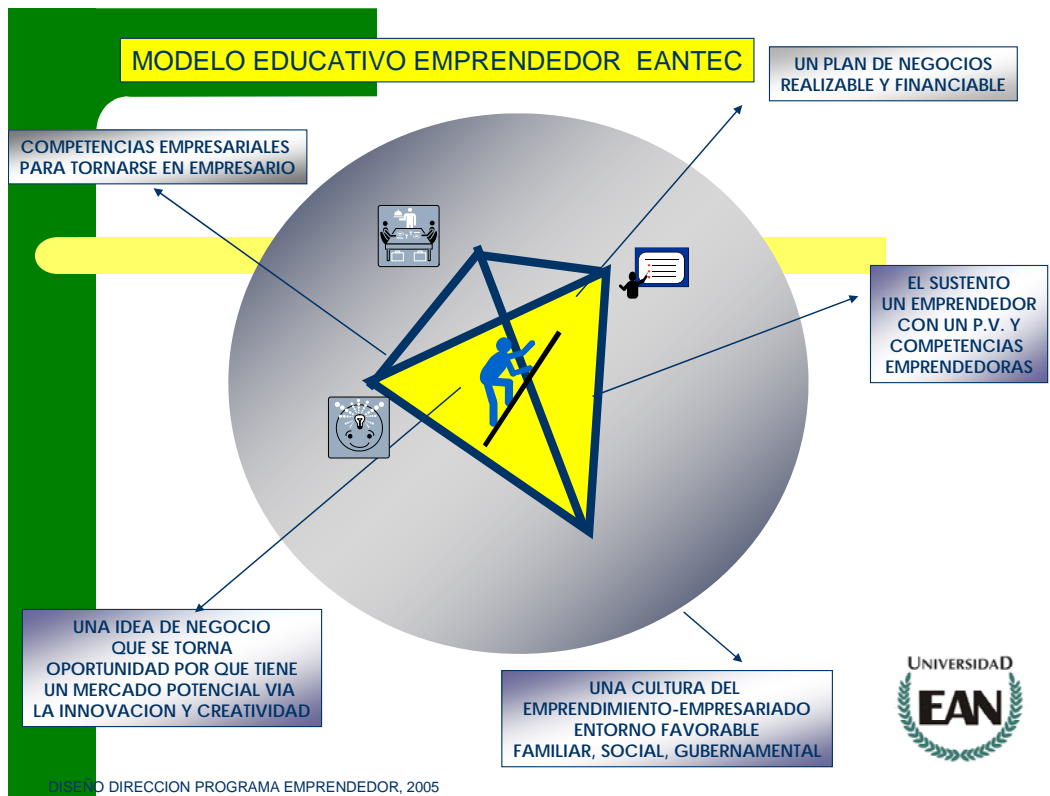 MODELO EDUCATIVO EMPRENDEDOR EANTEC
UN PLAN DE NEGOCIOS
REALIZABLE Y FINANCIABLE
COMPETENCIAS EMPRESARIALES
PARA TORNARSE EN EMPRESARIO
EL SUSTENTO
UN EMPRENDEDOR
CON UN P.V. Y
COMPETENCIAS
EMPRENDEDORAS
UNA IDEA DE NEGOCIO
QUE SE TORNA
OPORTUNIDAD POR QUE TIENE
UN MERCADO POTENCIAL VIA
LA INNOVACION Y CREATIVIDAD
UNA CULTURA DEL
EMPRENDIMIENTO-EMPRESARIADO
ENTORNO FAVORABLE
FAMILIAR, SOCIAL, GUBERNAMENTAL
UNIVERSIDAD
EAN
DISEÑO DIRECCION PROGRAMA EMPRENDEDOR, 2005